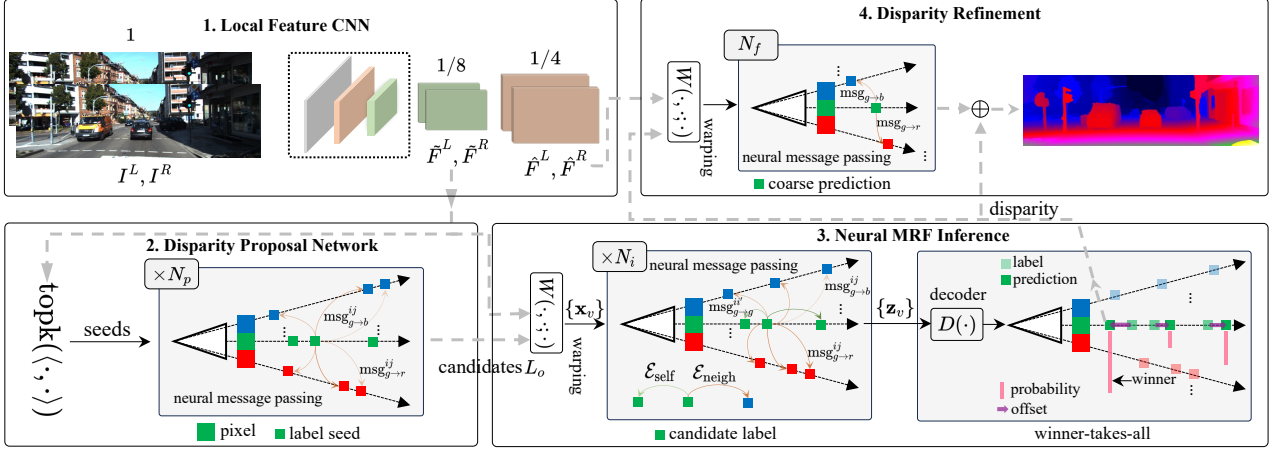 1. Local Feature CNN
1
1/8
1/4
I^L, I^R
F̃^L, F̃^R
F̂^L, F̂^R
4. Disparity Refinement
N_f
W(·,·;·)
warping
msg_{g→b}
msg_{g→r}
neural message passing
coarse prediction
⊕
disparity
2. Disparity Proposal Network
×N_p
topk(⟨·,·⟩)
seeds
msg^{ij}_{g→b}
msg^{ij}_{g→r}
neural message passing
pixel
label seed
candidates L_o
3. Neural MRF Inference
W(·,·;·)
warping
{x_v}
×N_i
neural message passing
msg^{ij}_{g→b}
msg^{ii'}_{g→g}
msg^{ij}_{g→r}
ℰ_self
ℰ_neigh
candidate label
{z_v}
decoder
D(·)
label
prediction
winner
probability
offset
winner-takes-all